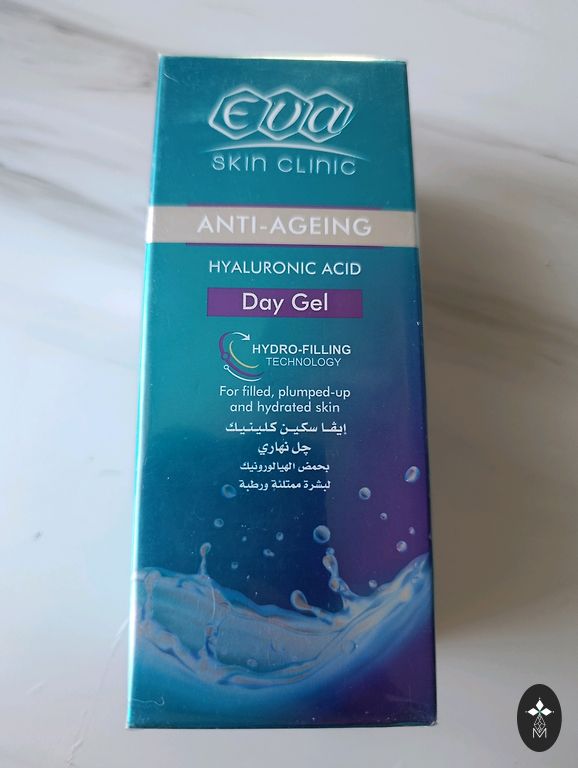 Eva
SKIN CLINIC
ANTI-AGEING
HYALURONIC ACID
Day Gel
HYDRO-FILLING
TECHNOLOGY
For filled, plumped-up
and hydrated skin
إيڤا سكين كلينيك
چل نهاري
بحمض الهيالورونيك
لبشرة ممتلئة ورطبة
M